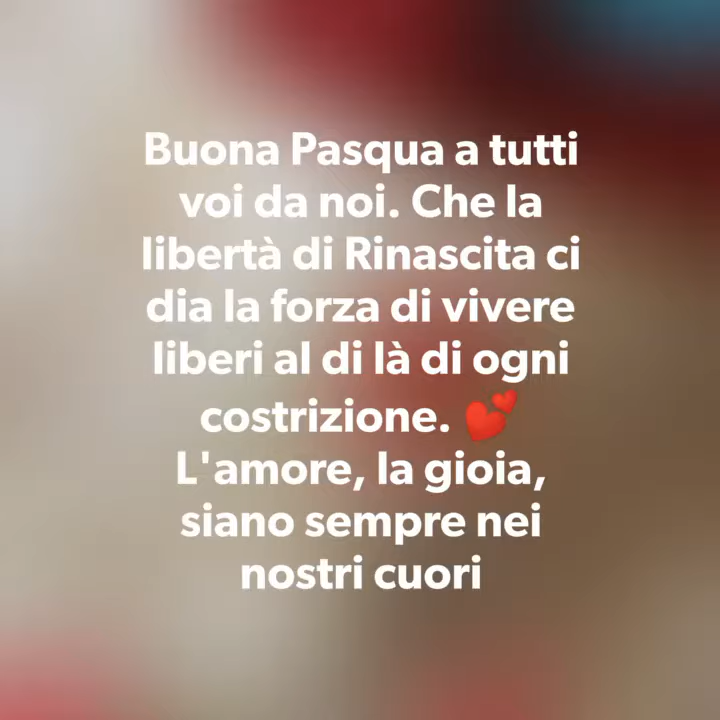 Buona Pasqua a tutti
voi da noi. Che la
libertà di Rinascita ci
dia la forza di vivere
liberi al di là di ogni
costrizione. 💕
L'amore, la gioia,
siano sempre nei
nostri cuori